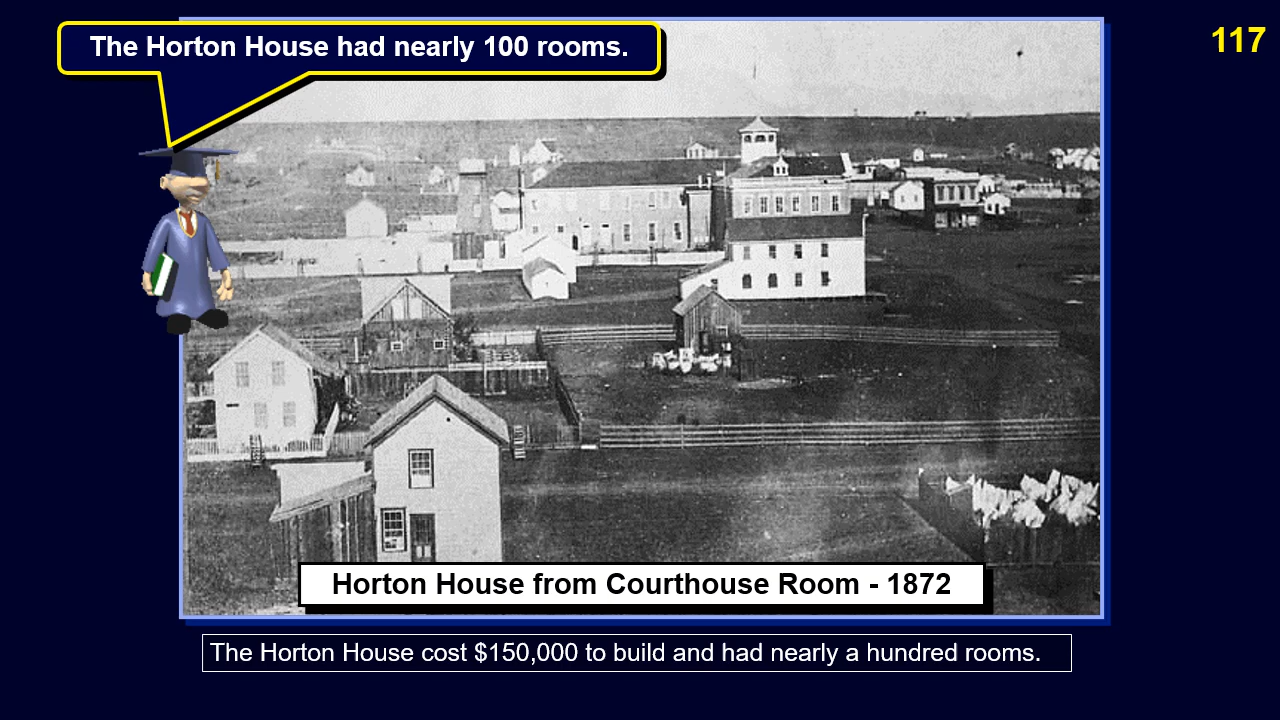 The Horton House had nearly 100 rooms.
117
Horton House from Courthouse Room - 1872
The Horton House cost $150,000 to build and had nearly a hundred rooms.